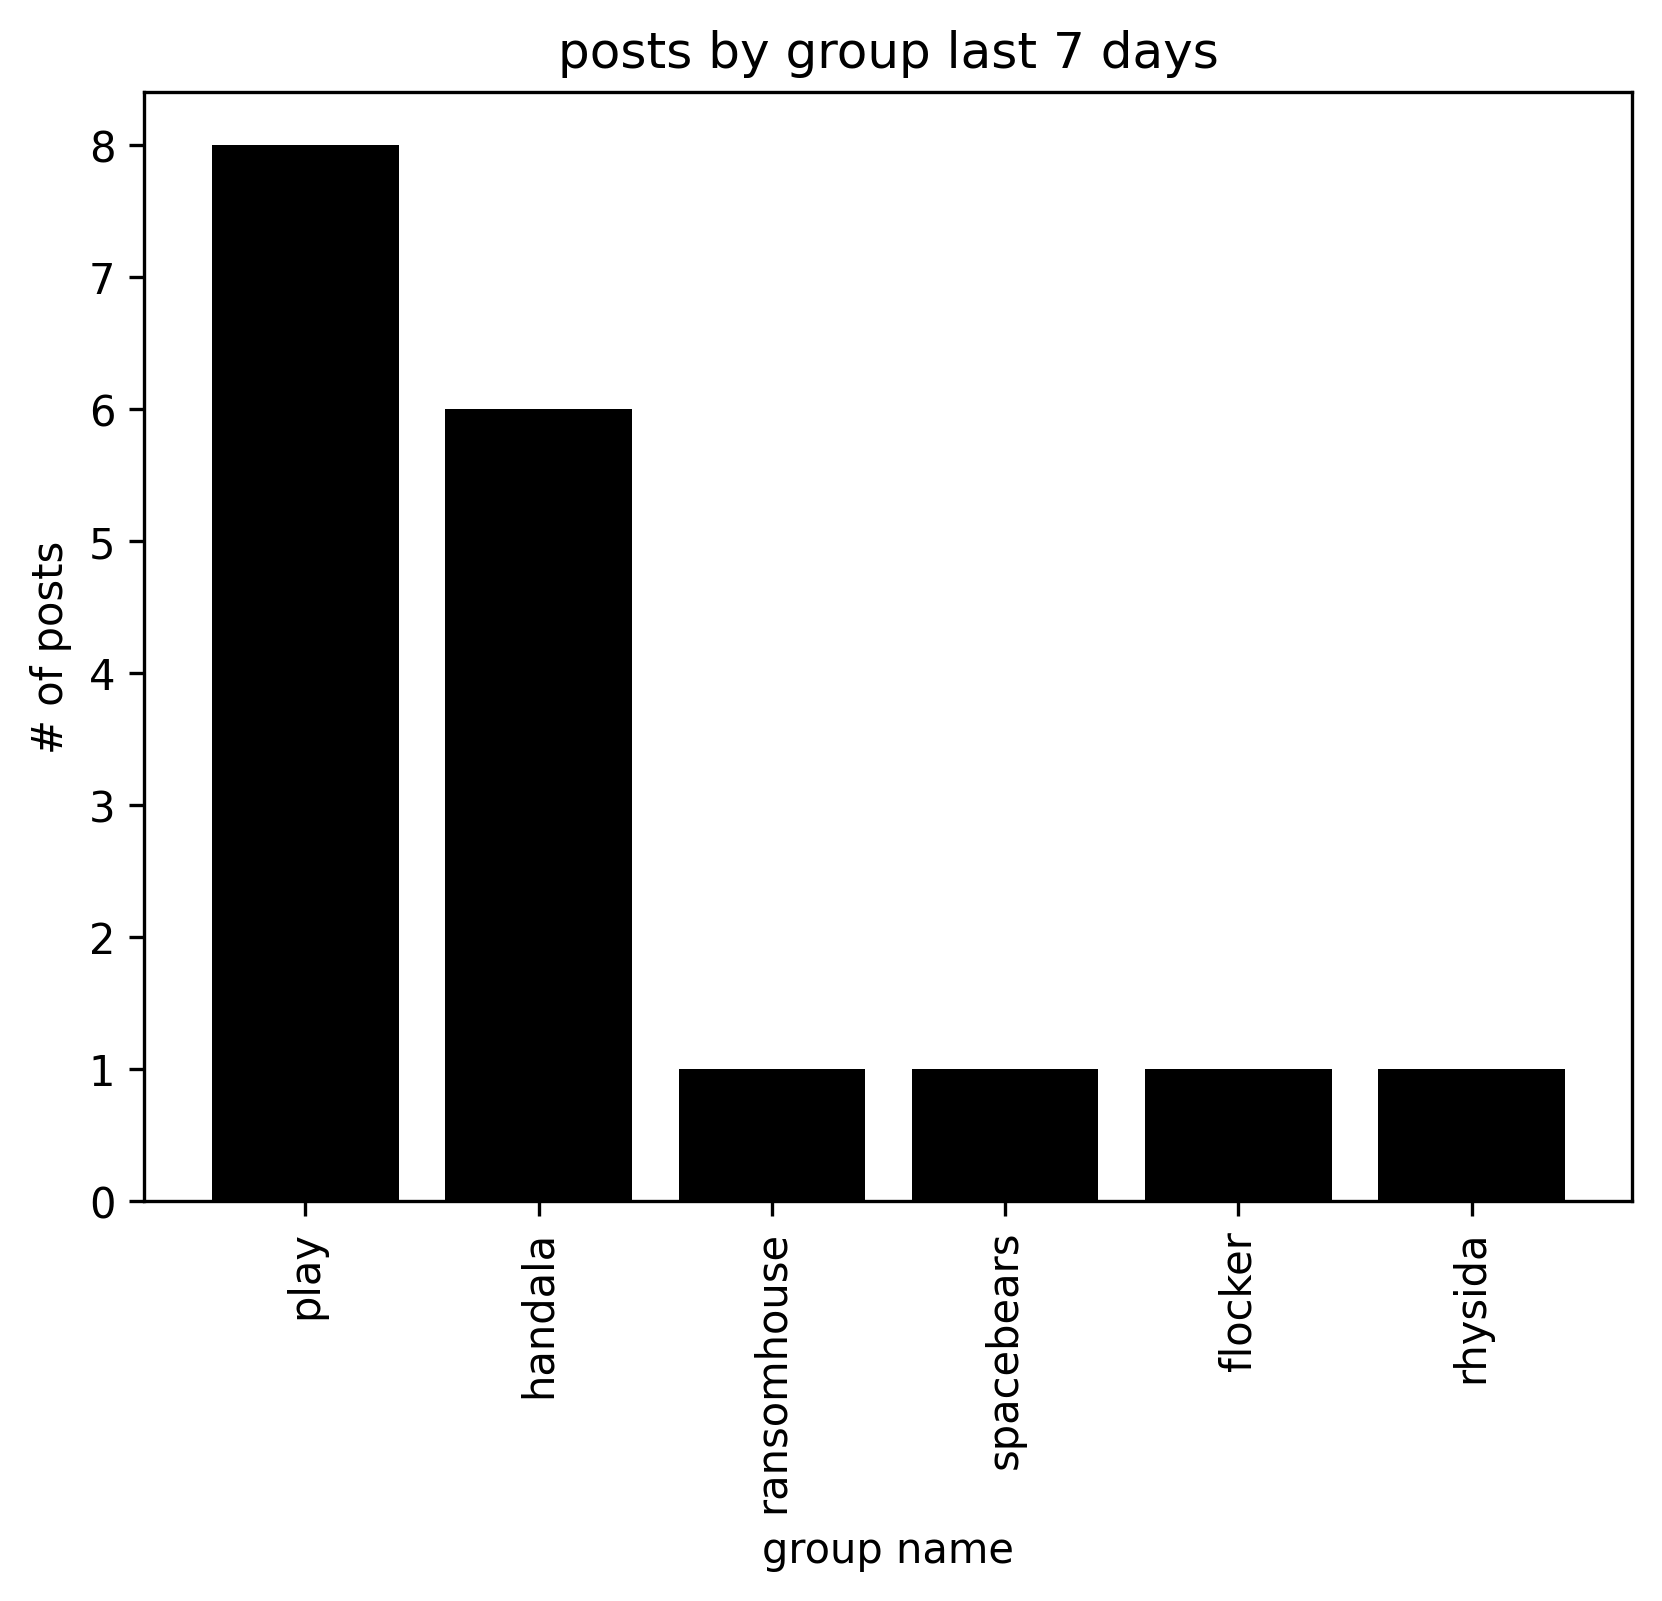 posts by group last 7 days
# of posts
8
7
6
5
4
3
2
1
0
play
handala
ransomhouse
spacebears
flocker
rhysida
group name